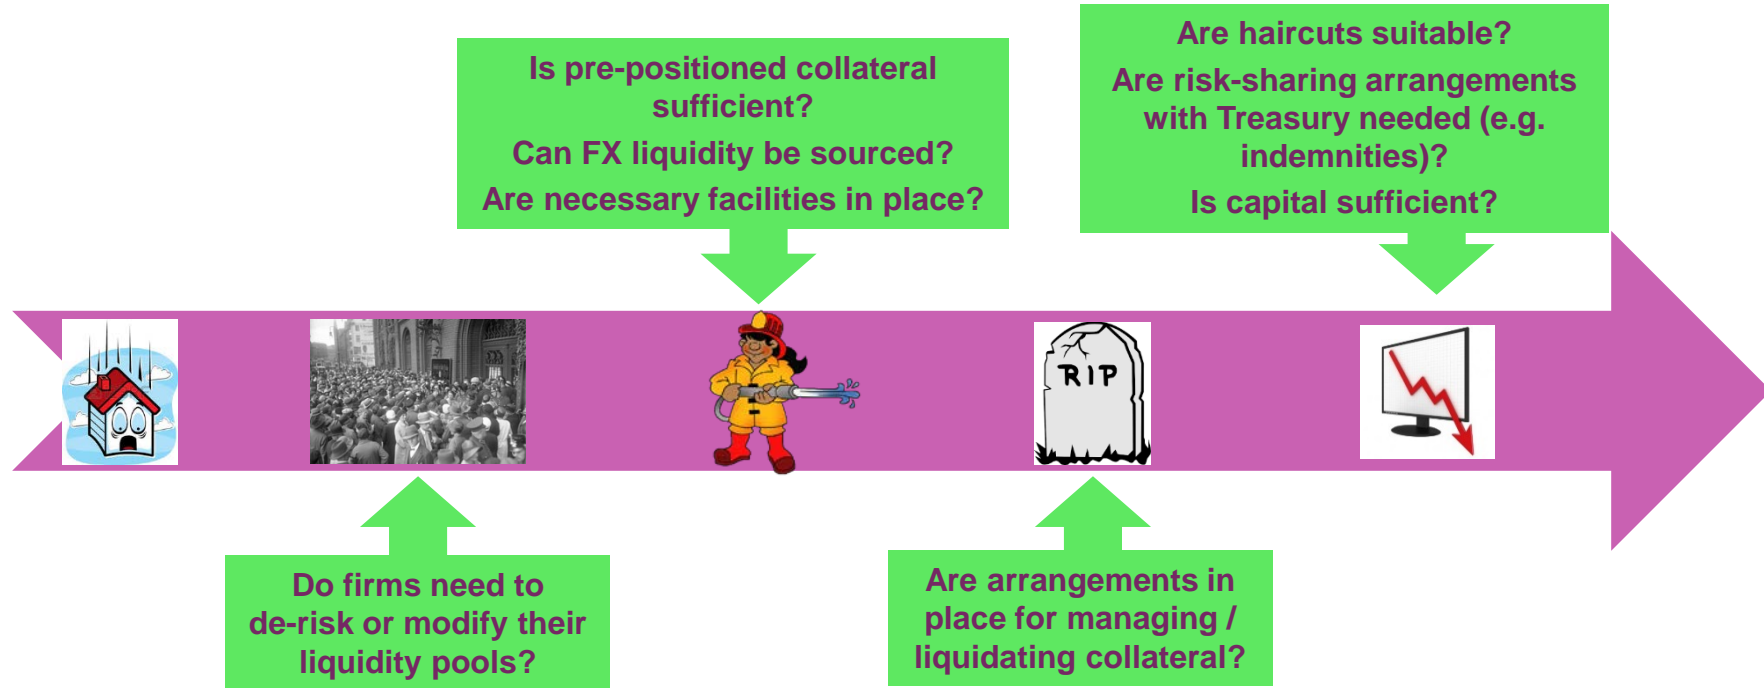 Is pre-positioned collateral
sufficient?
Can FX liquidity be sourced?
Are necessary facilities in place?
Are haircuts suitable?
Are risk-sharing arrangements
with Treasury needed (e.g.
indemnities)?
Is capital sufficient?
RIP
Do firms need to
de-risk or modify their
liquidity pools?
Are arrangements in
place for managing /
liquidating collateral?